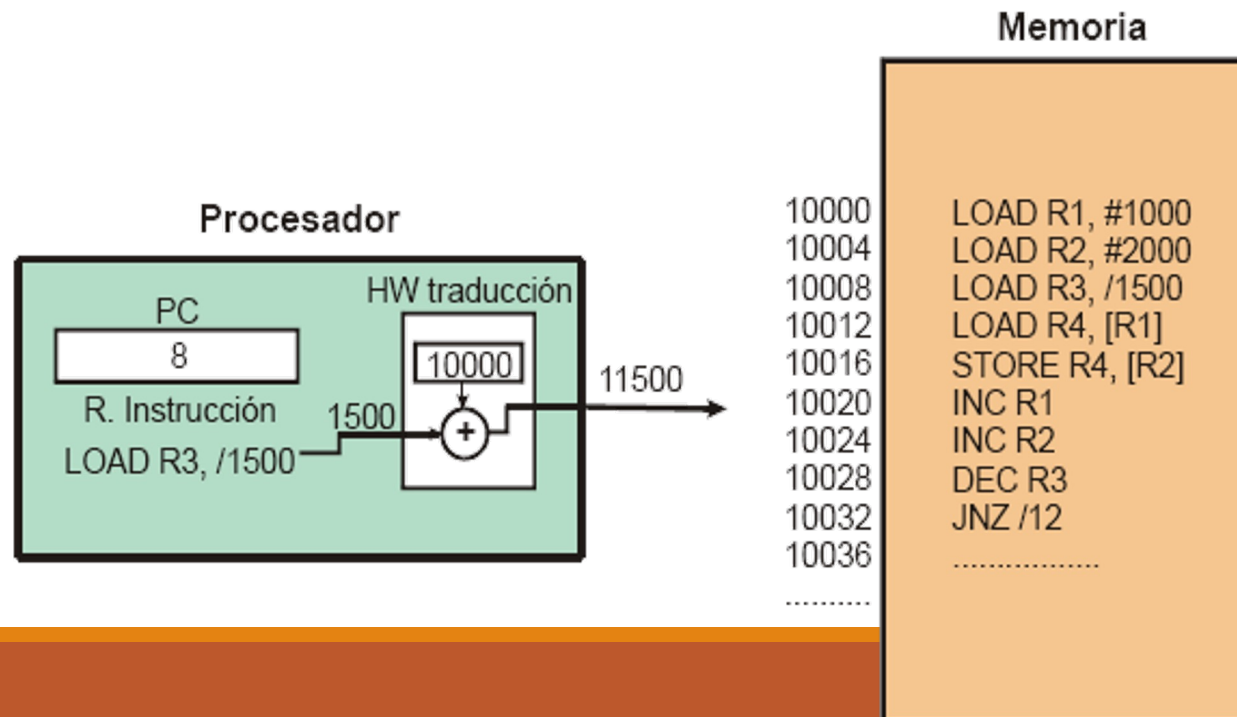 Memoria
Procesador
PC
8
R. Instrucción
LOAD R3, /1500
1500
HW traducción
10000
+
11500
10000 LOAD R1, #1000
10004 LOAD R2, #2000
10008 LOAD R3, /1500
10012 LOAD R4, [R1]
10016 STORE R4, [R2]
10020 INC R1
10024 INC R2
10028 DEC R3
10032 JNZ /12
10036 .................
..........